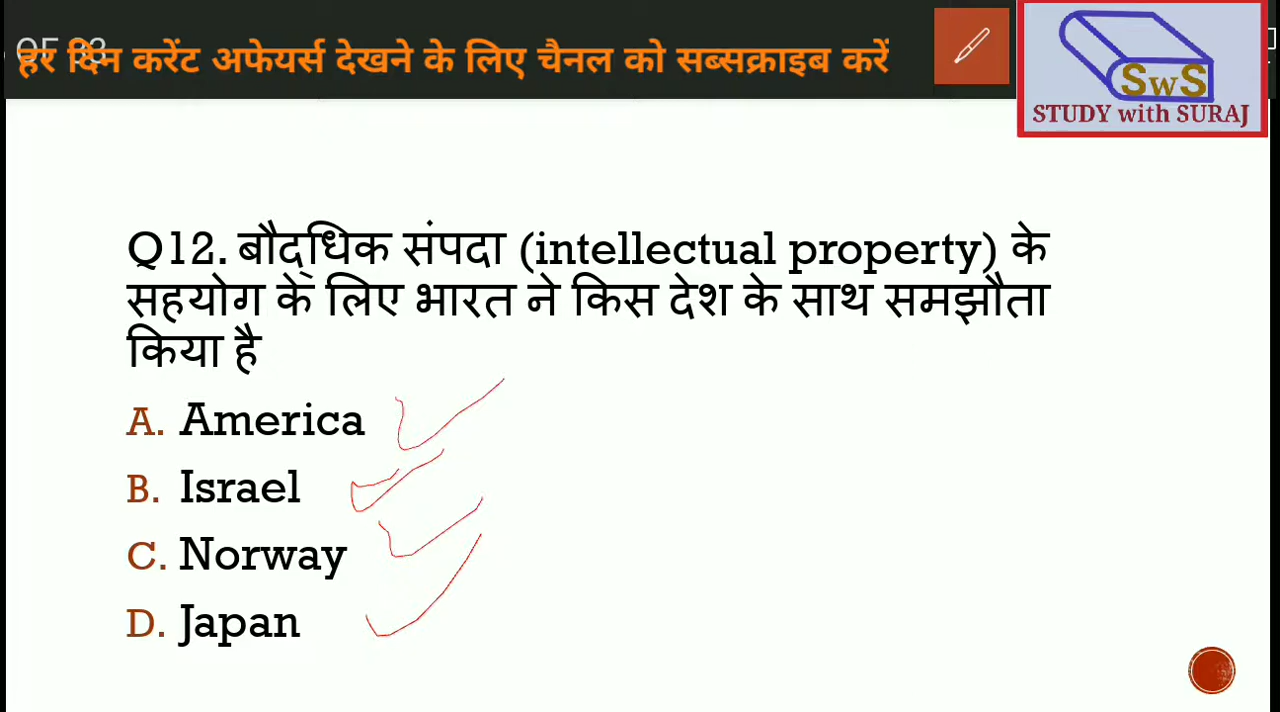 हर दिन करेंट अफेयर्स देखने के लिए चैनल को सब्सक्राइब करें
SwS
STUDY with SURAJ
Q12. बौद्धिक संपदा (intellectual property) के
सहयोग के लिए भारत ने किस देश के साथ समझौता
किया है
A. America
B. Israel
C. Norway
D. Japan